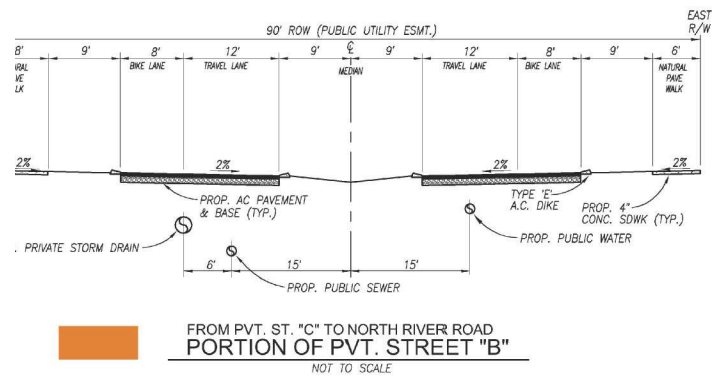 EAST
R/W
90' ROW (PUBLIC UTILITY ESMT.)
8' 9' 8' 12' 9' ℄ 9' 12' 8' 9' 6'
BIKE LANE TRAVEL LANE MEDIAN TRAVEL LANE BIKE LANE NATURAL
PAVE
WALK
RAL
VE
LK
2% 2% 2% 2%
PROP. AC PAVEMENT
& BASE (TYP.)
TYPE 'E'
A.C. DIKE
PROP. 4"
CONC. SDWK (TYP.)
. PRIVATE STORM DRAIN
PROP. PUBLIC WATER
6' 15' 15'
PROP. PUBLIC SEWER
FROM PVT. ST. "C" TO NORTH RIVER ROAD
PORTION OF PVT. STREET "B"
NOT TO SCALE